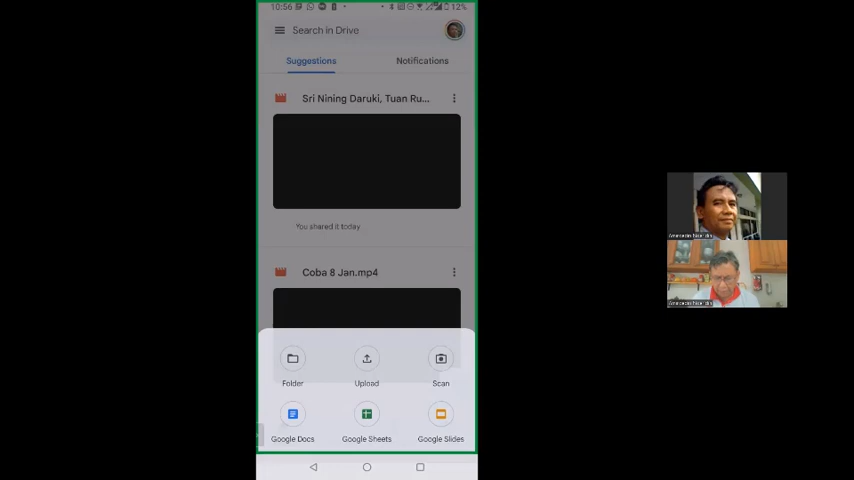 10:56
12%
Search in Drive
Suggestions
Notifications
Sri Nining Daruki, Tuan Ru...
You shared it today
Coba 8 Jan.mp4
Folder
Upload
Scan
Google Docs
Google Sheets
Google Slides